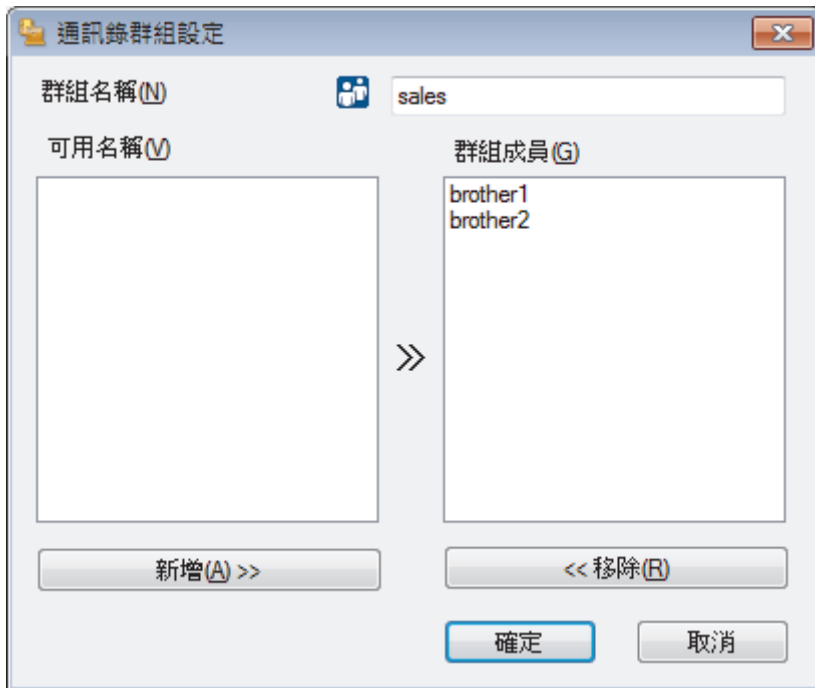 通訊錄群組設定
群組名稱(N)
sales
可用名稱(V)
群組成員(G)
brother1
brother2
新增(A) >>
<< 移除(R)
確定
取消